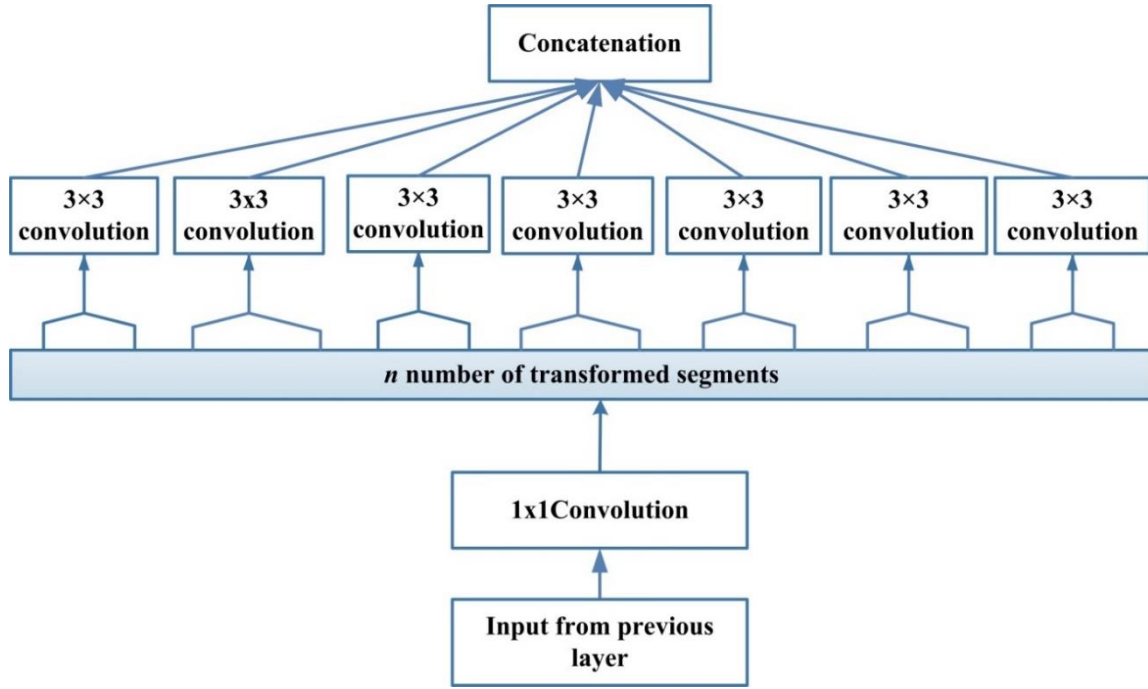 Concatenation
3×3
convolution
3x3
convolution
3×3
convolution
3×3
convolution
3×3
convolution
3×3
convolution
3×3
convolution
n number of transformed segments
1x1Convolution
Input from previous
layer